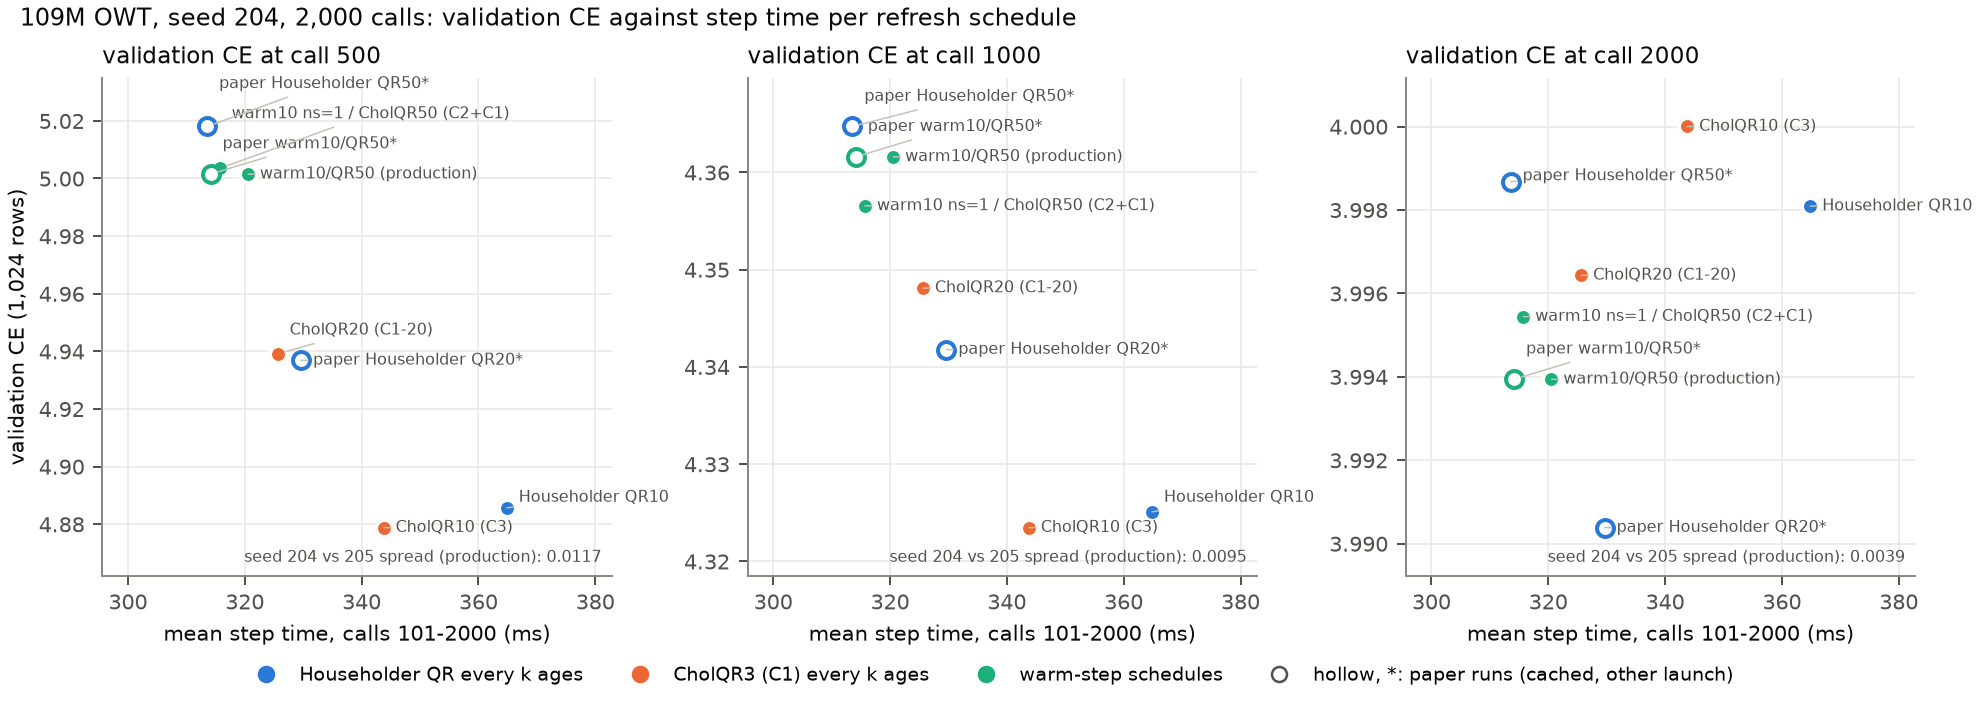 109M OWT, seed 204, 2,000 calls: validation CE against step time per refresh schedule
validation CE at call 500
validation CE (1,024 rows)
5.02
5.00
4.98
4.96
4.94
4.92
4.90
4.88
paper Householder QR50*
warm10 ns=1 / CholQR50 (C2+C1)
paper warm10/QR50*
warm10/QR50 (production)
CholQR20 (C1-20)
paper Householder QR20*
Householder QR10
CholQR10 (C3)
seed 204 vs 205 spread (production): 0.0117
300 320 340 360 380
mean step time, calls 101-2000 (ms)
validation CE at call 1000
4.36
4.35
4.34
4.33
4.32
paper Householder QR50*
paper warm10/QR50*
warm10/QR50 (production)
warm10 ns=1 / CholQR50 (C2+C1)
CholQR20 (C1-20)
paper Householder QR20*
Householder QR10
CholQR10 (C3)
seed 204 vs 205 spread (production): 0.0095
300 320 340 360 380
mean step time, calls 101-2000 (ms)
validation CE at call 2000
4.000
3.998
3.996
3.994
3.992
3.990
CholQR10 (C3)
paper Householder QR50*
Householder QR10
CholQR20 (C1-20)
warm10 ns=1 / CholQR50 (C2+C1)
paper warm10/QR50*
warm10/QR50 (production)
paper Householder QR20*
seed 204 vs 205 spread (production): 0.0039
300 320 340 360 380
mean step time, calls 101-2000 (ms)
Householder QR every k ages
CholQR3 (C1) every k ages
warm-step schedules
hollow, *: paper runs (cached, other launch)